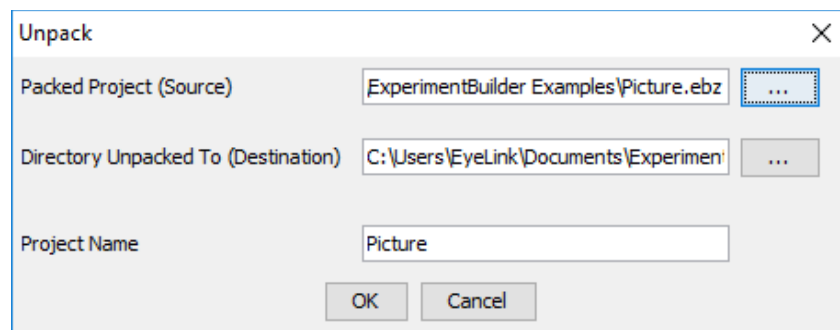 Unpack
Packed Project (Source) ExperimentBuilder Examples\Picture.ebz ...
Directory Unpacked To (Destination) C:\Users\EyeLink\Documents\Experiment ...
Project Name Picture
OK Cancel